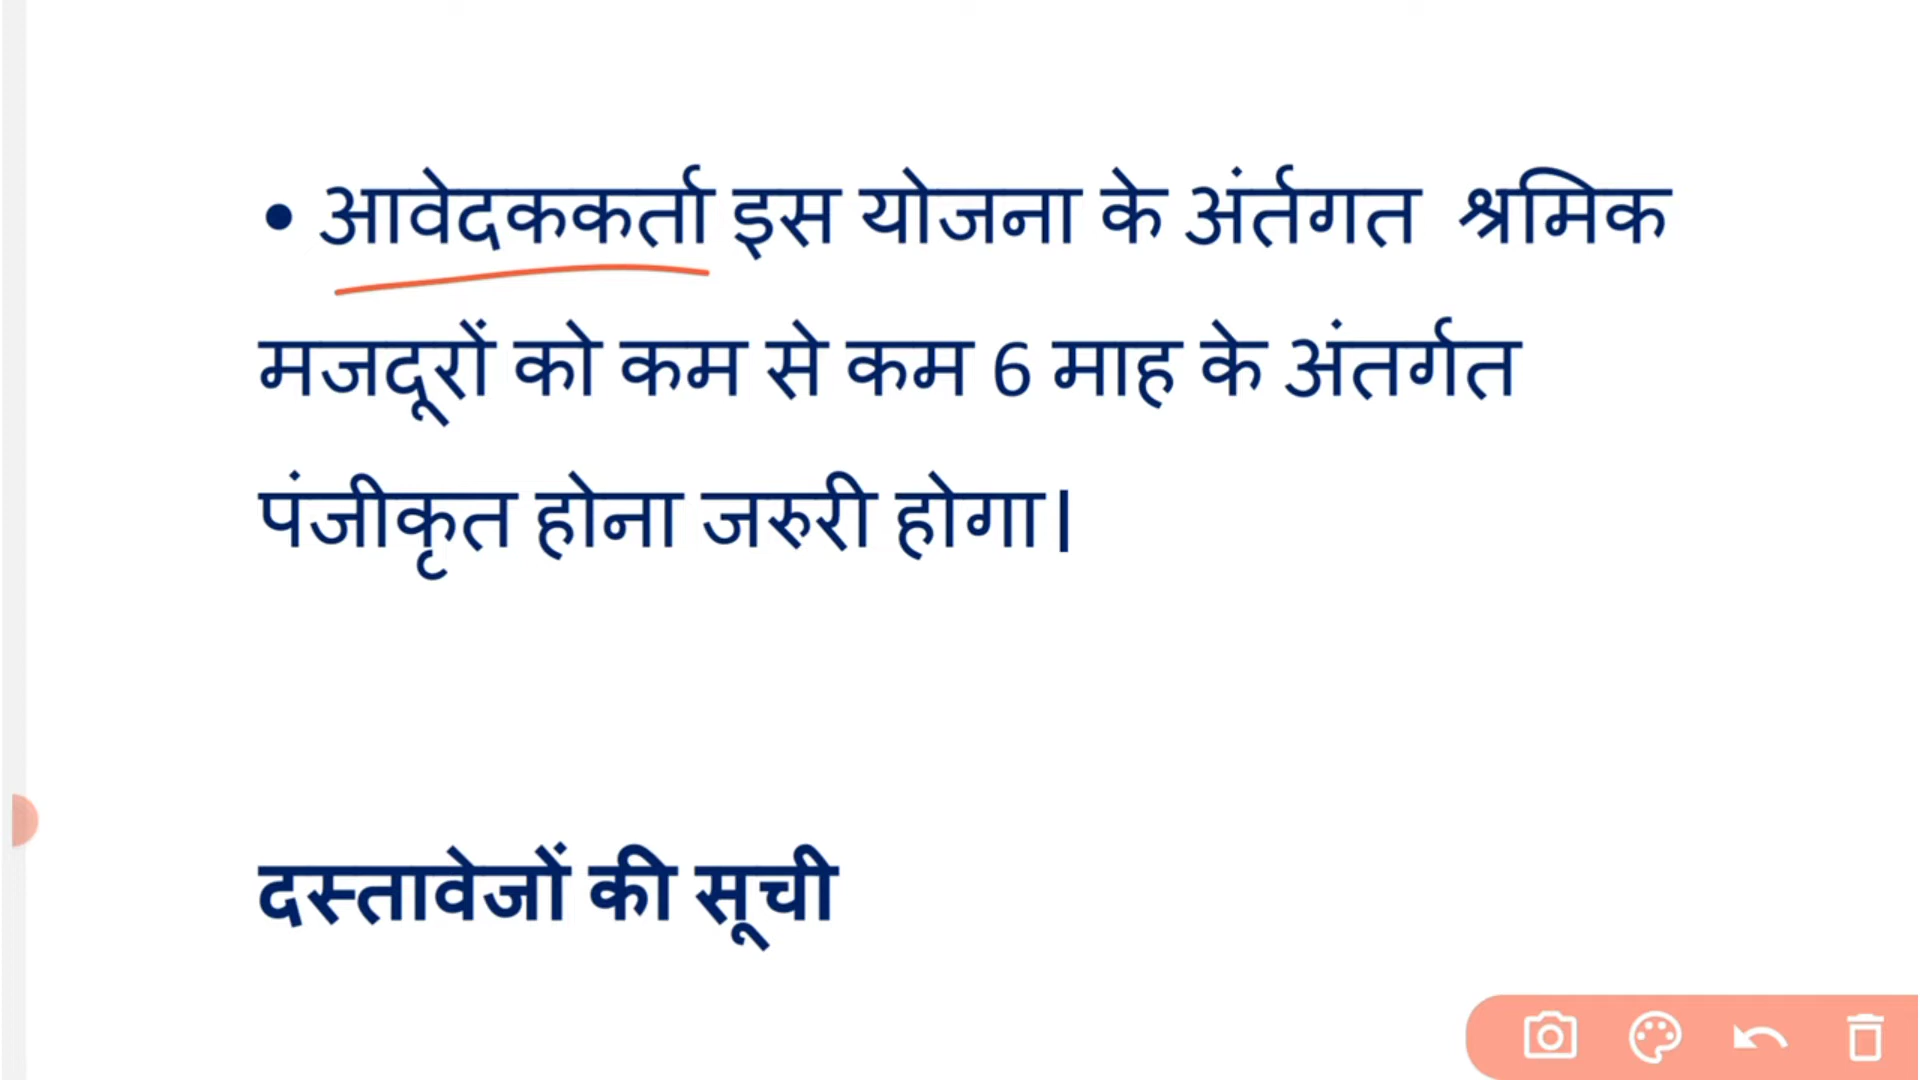 • आवेदककर्ता इस योजना के अंर्तगत श्रमिक
मजदूरों को कम से कम 6 माह के अंतर्गत
पंजीकृत होना जरुरी होगा।
दस्तावेजों की सूची